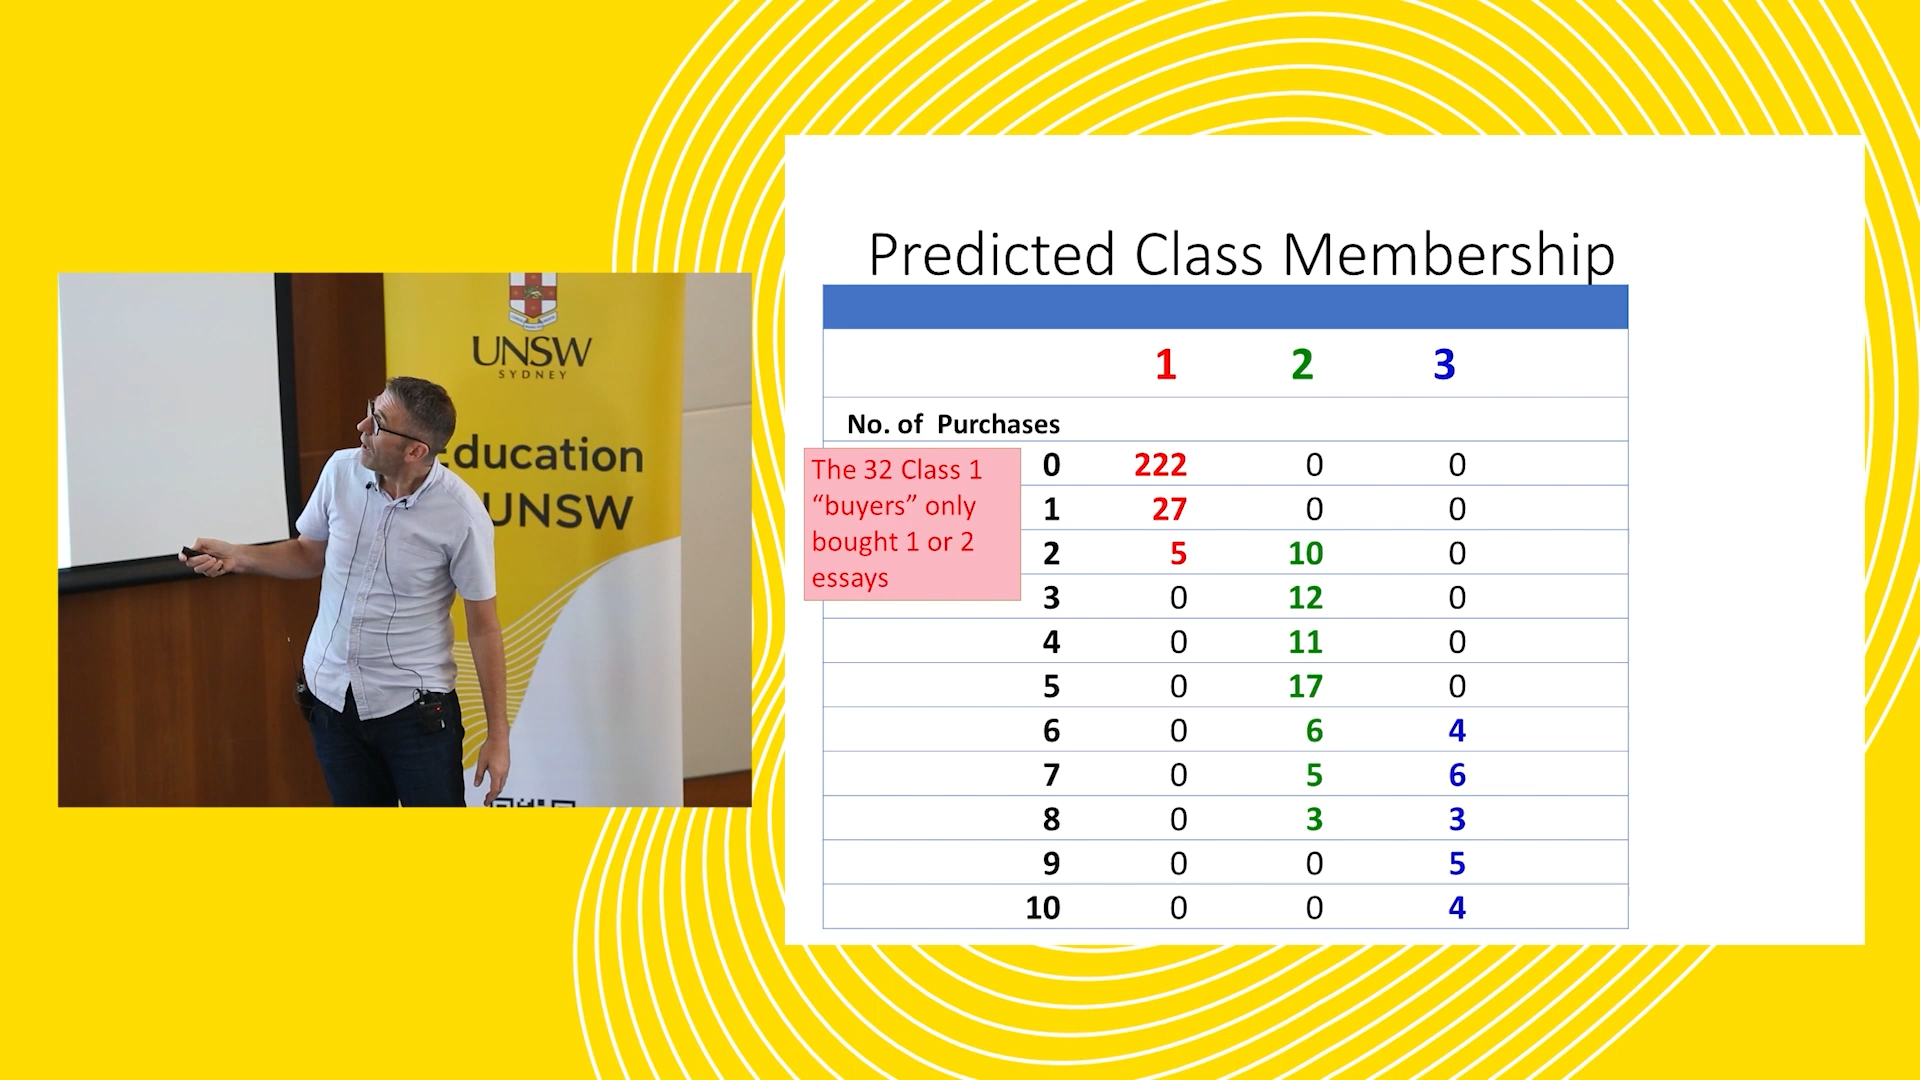 UNSW
SYDNEY
Education
UNSW
Predicted Class Membership
1 2 3
No. of Purchases
The 32 Class 1
“buyers” only
bought 1 or 2
essays
0 222 0 0
1 27 0 0
2 5 10 0
3 0 12 0
4 0 11 0
5 0 17 0
6 0 6 4
7 0 5 6
8 0 3 3
9 0 0 5
10 0 0 4